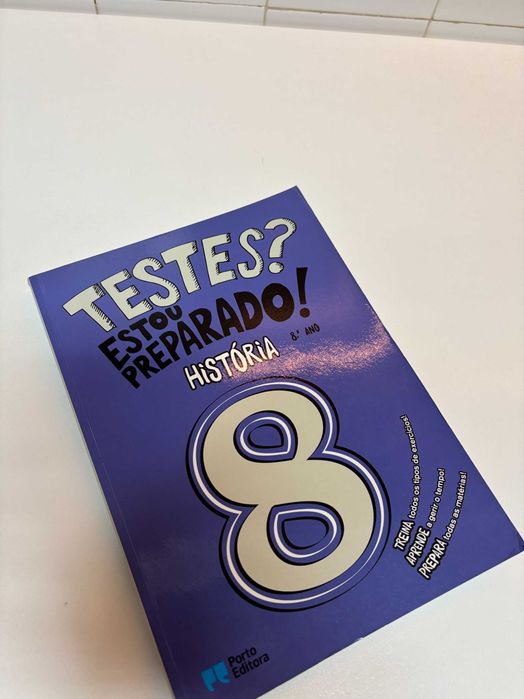 TESTES?
ESTOU
PREPARADO!
HISTÓRIA
8.º ANO
8
TREINA todos os tipos de exercícios!
APRENDE a gerir o tempo!
PREPARA todas as matérias!
Porto
Editora